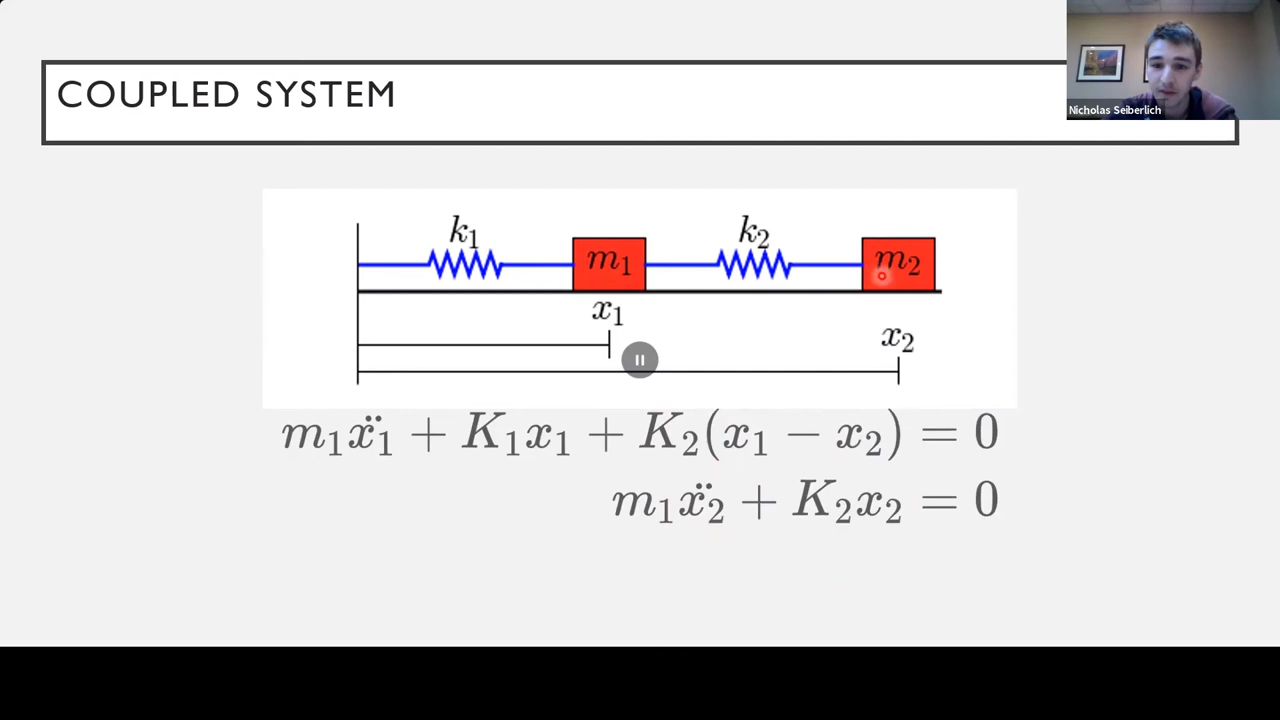 COUPLED SYSTEM
Nicholas Seiberlich
k₁ k₂
m₁ m₂
x₁
x₂
m₁ẍ₁ + K₁x₁ + K₂(x₁ − x₂) = 0
m₁ẍ₂ + K₂x₂ = 0